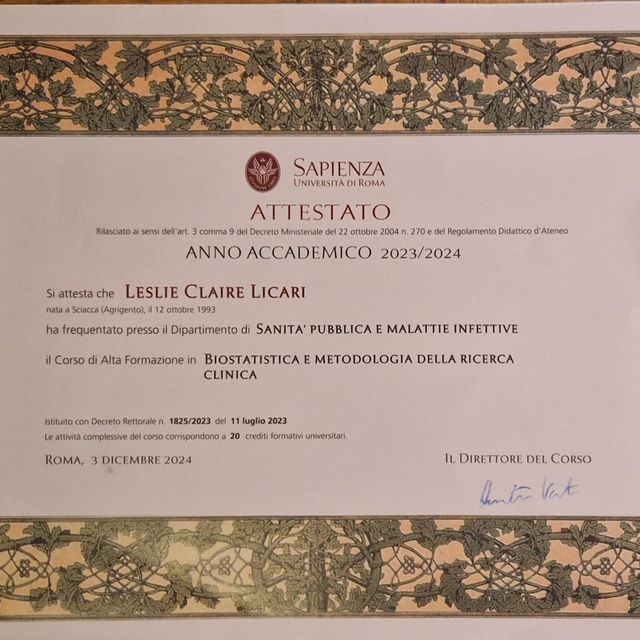 SAPIENZA
UNIVERSITÀ DI ROMA
ATTESTATO
Rilasciato ai sensi dell'art. 3 comma 9 del Decreto Ministeriale del 22 ottobre 2004 n. 270 e del Regolamento Didattico d'Ateneo
ANNO ACCADEMICO 2023/2024
Si attesta che LESLIE CLAIRE LICARI
nata a Sciacca (Agrigento), il 12 ottobre 1993
ha frequentato presso il Dipartimento di SANITA' PUBBLICA E MALATTIE INFETTIVE
il Corso di Alta Formazione in BIOSTATISTICA E METODOLOGIA DELLA RICERCA
CLINICA
Istituito con Decreto Rettorale n. 1825/2023 del 11 luglio 2023
Le attività complessive del corso corrispondono a 20 crediti formativi universitari.
ROMA, 3 DICEMBRE 2024
IL DIRETTORE DEL CORSO